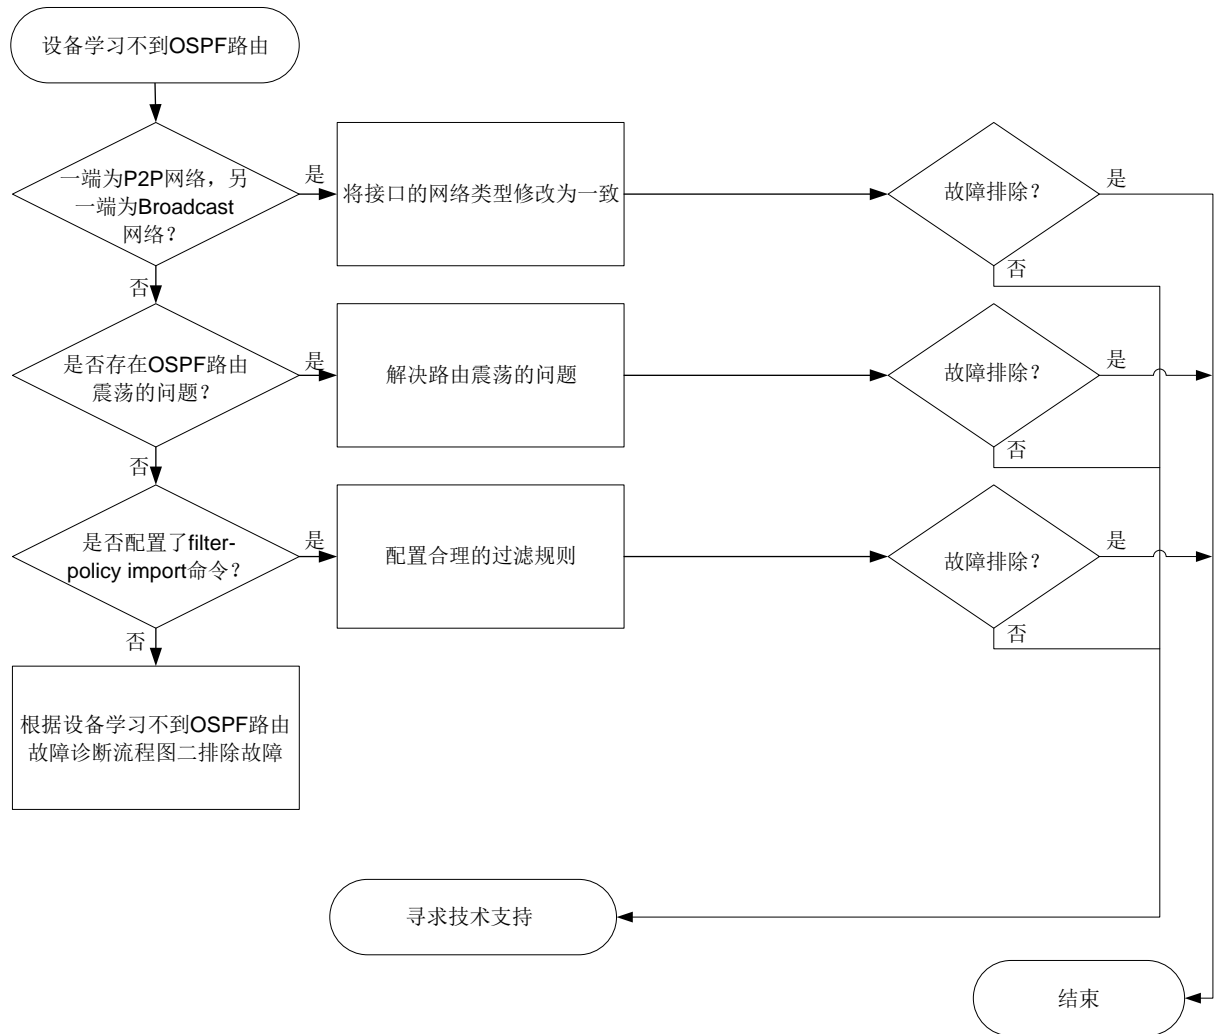 设备学习不到OSPF路由
一端为P2P网络，另
一端为Broadcast
网络？
是
将接口的网络类型修改为一致
故障排除？
是
否
否
是否存在OSPF路由
震荡的问题？
是
解决路由震荡的问题
故障排除？
是
否
否
是否配置了filter-
policy import命令？
是
配置合理的过滤规则
故障排除？
是
否
否
根据设备学习不到OSPF路由
故障诊断流程图二排除故障
寻求技术支持
结束